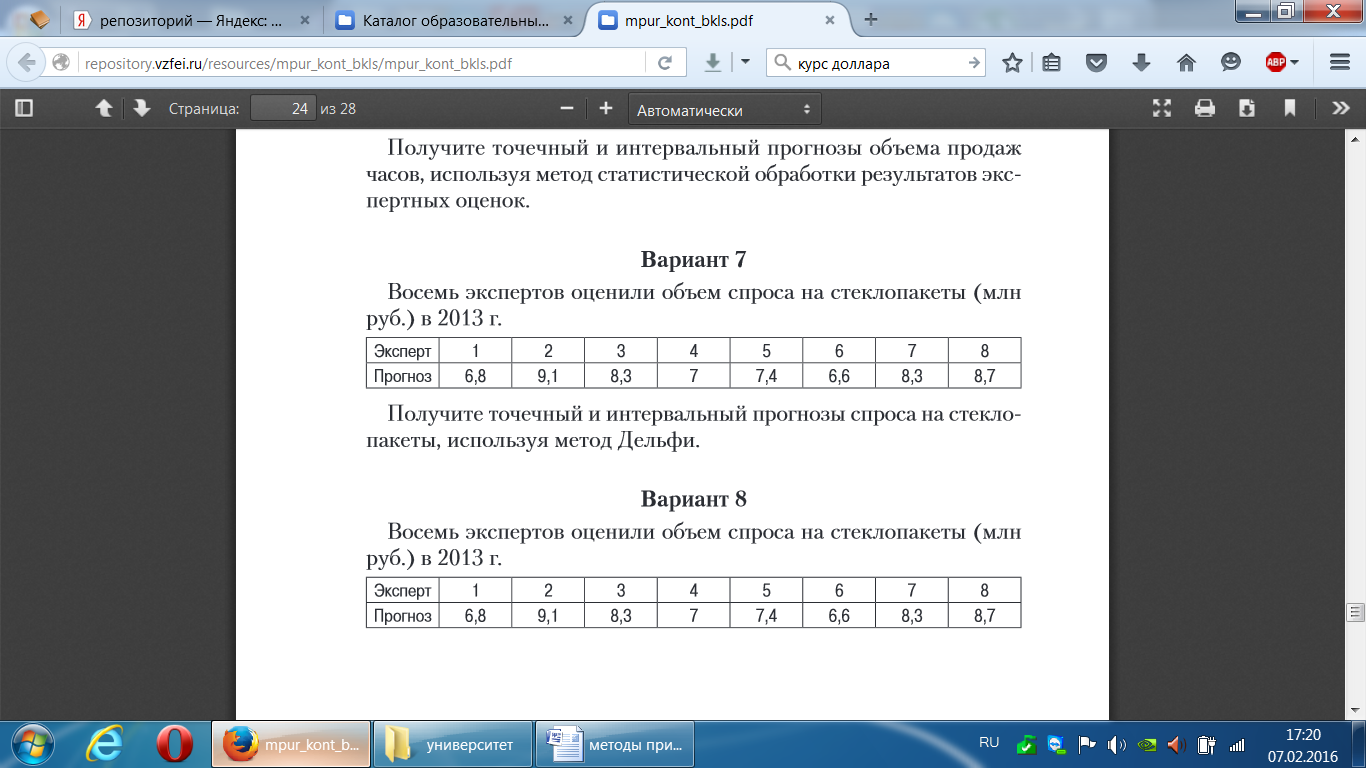 репозиторий — Яндекс: ...
Каталог образовательны...
mpur_kont_bkls.pdf
repository.vzfei.ru/resources/mpur_kont_bkls/mpur_kont_bkls.pdf
курс доллара
ABP
Страница: 24 из 28
Автоматически
Получите точечный и интервальный прогнозы объема продаж
часов, используя метод статистической обработки результатов экс-
пертных оценок.
Вариант 7
Восемь экспертов оценили объем спроса на стеклопакеты (млн
руб.) в 2013 г.
Эксперт 1 2 3 4 5 6 7 8
Прогноз 6,8 9,1 8,3 7 7,4 6,6 8,3 8,7
Получите точечный и интервальный прогнозы спроса на стекло-
пакеты, используя метод Дельфи.
Вариант 8
Восемь экспертов оценили объем спроса на стеклопакеты (млн
руб.) в 2013 г.
Эксперт 1 2 3 4 5 6 7 8
Прогноз 6,8 9,1 8,3 7 7,4 6,6 8,3 8,7
mpur_kont_b...
университет
методы при...
RU
17:20
07.02.2016